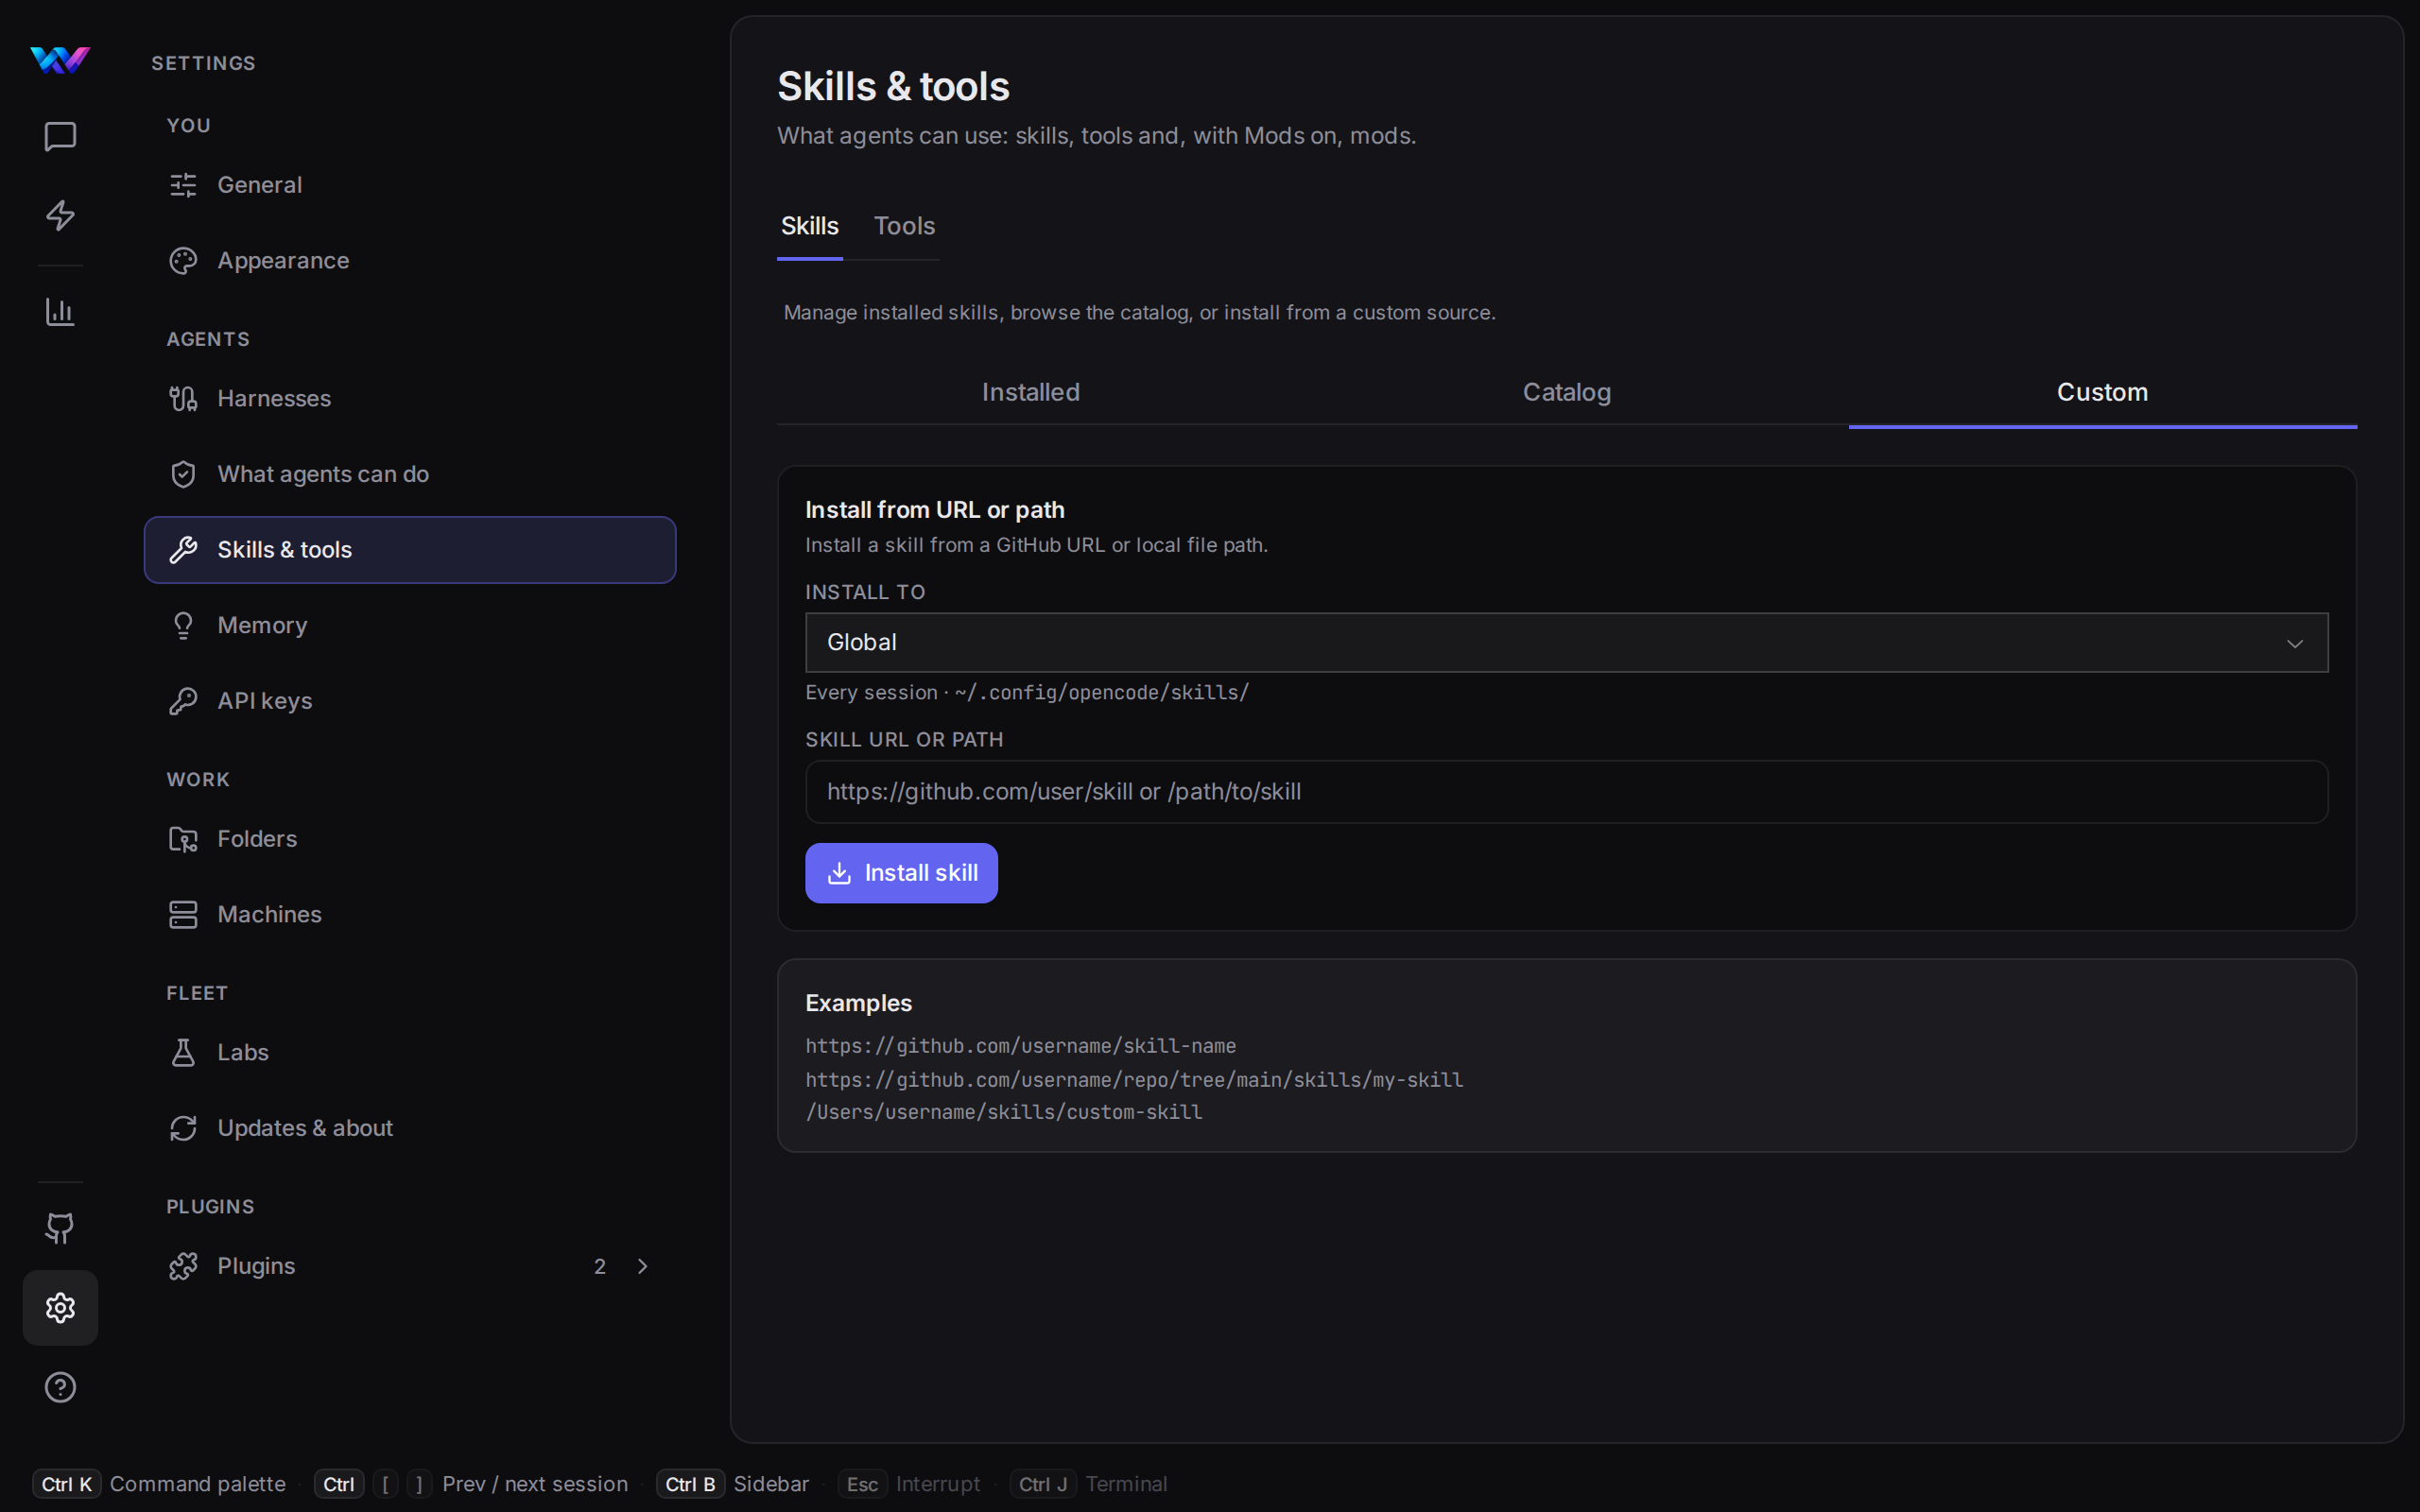 SETTINGS
YOU
General
Appearance
AGENTS
Harnesses
What agents can do
Skills & tools
Memory
API keys
WORK
Folders
Machines
FLEET
Labs
Updates & about
PLUGINS
Plugins 2
Skills & tools
What agents can use: skills, tools and, with Mods on, mods.
Skills Tools
Manage installed skills, browse the catalog, or install from a custom source.
Installed Catalog Custom
Install from URL or path
Install a skill from a GitHub URL or local file path.
INSTALL TO
Global
Every session · ~/.config/opencode/skills/
SKILL URL OR PATH
https://github.com/user/skill or /path/to/skill
Install skill
Examples
https://github.com/username/skill-name
https://github.com/username/repo/tree/main/skills/my-skill
/Users/username/skills/custom-skill
Ctrl K Command palette · Ctrl [ ] Prev / next session · Ctrl B Sidebar · Esc Interrupt · Ctrl J Terminal